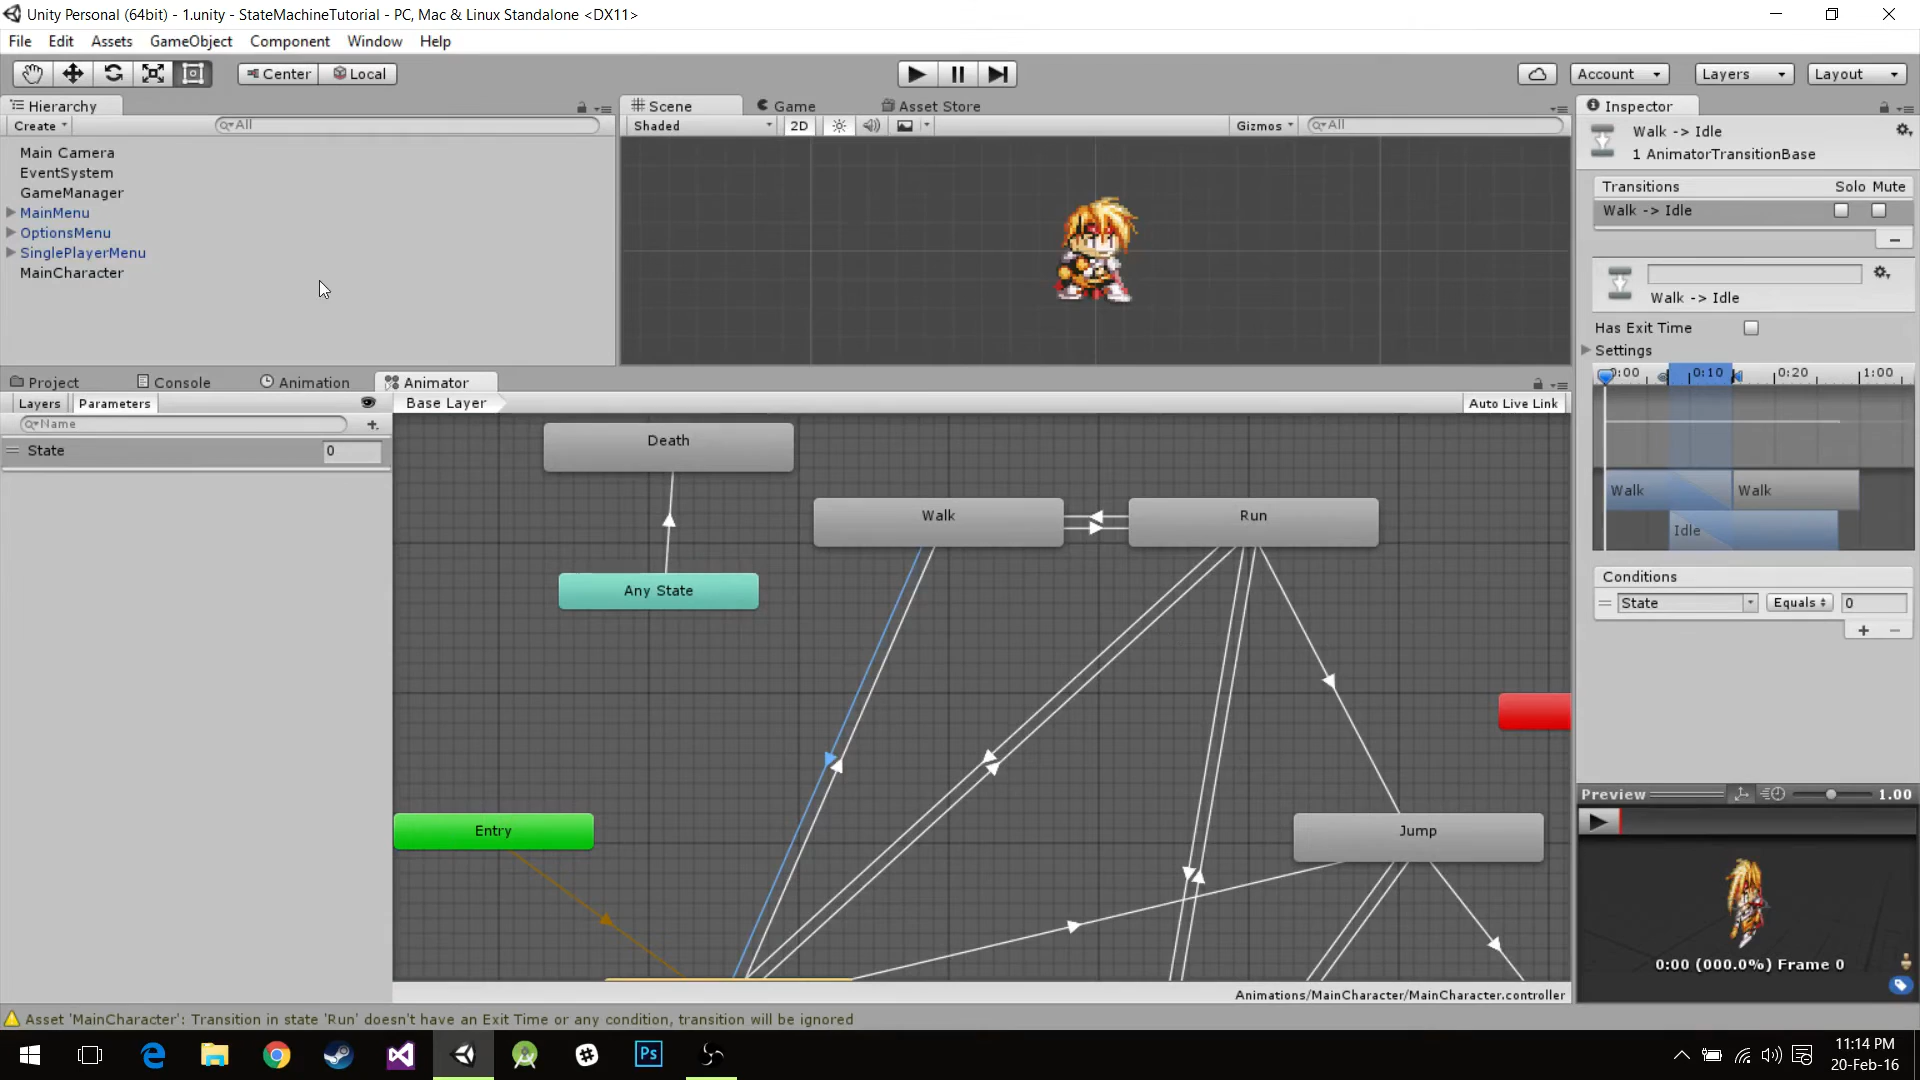 Unity Personal (64bit) - 1.unity - StateMachineTutorial - PC, Mac & Linux Standalone <DX11>
File Edit Assets GameObject Component Window Help
Center Local Account Layers Layout
Hierarchy Scene Game Asset Store Inspector
Create All Shaded 2D Gizmos All
Main Camera
EventSystem
GameManager
MainMenu
OptionsMenu
SinglePlayerMenu
MainCharacter
Walk -> Idle
1 AnimatorTransitionBase
Transitions Solo Mute
Walk -> Idle
Walk -> Idle
Has Exit Time
Settings
0:00 0:10 0:20 1:00
Walk Walk
Idle
Conditions
State Equals 0
Project Console Animation Animator
Layers Parameters Base Layer Auto Live Link
Name
State 0
Death
Walk
Run
Any State
Entry
Jump
Preview 1.00
0:00 (000.0%) Frame 0
Animations/MainCharacter/MainCharacter.controller
Asset 'MainCharacter': Transition in state 'Run' doesn't have an Exit Time or any condition, transition will be ignored
Ps
11:14 PM
20-Feb-16